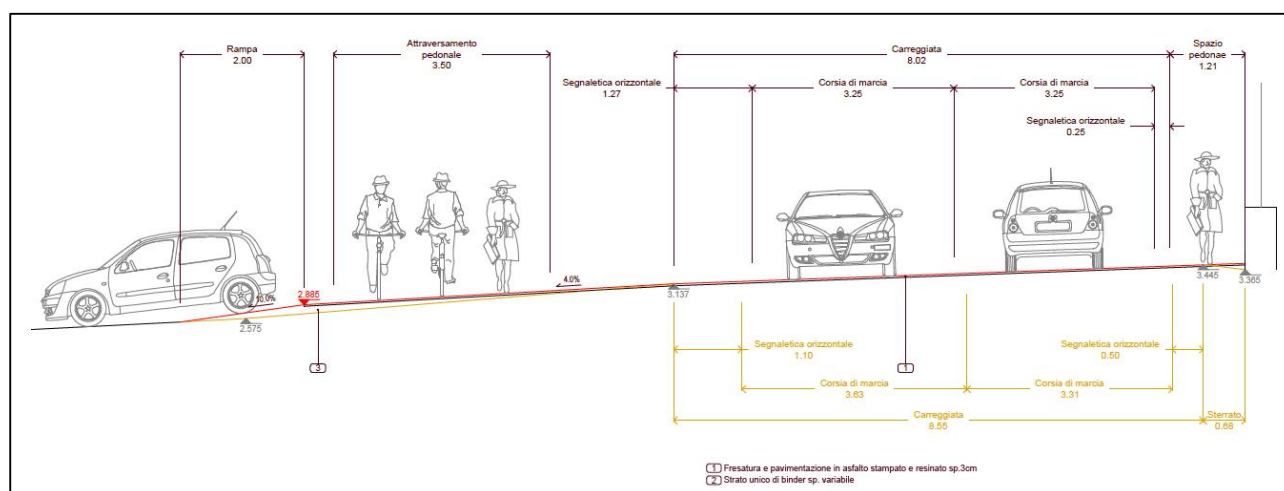 Rampa
2.00
Attraversamento
pedonale
3.50
Carreggiata
8.02
Spazio
pedonae
1.21
Segnaletica orizzontale
1.27
Corsia di marcia
3.25
Corsia di marcia
3.25
Segnaletica orizzontale
0.25
10.0%
2.885
4.0%
2.575
3.137
3.445
3.365
3
1
Segnaletica orizzontale
1.10
Segnaletica orizzontale
0.50
Corsia di marcia
3.63
Corsia di marcia
3.31
Carreggiata
8.55
Sterrato
0.68
1 Fresatura e pavimentazione in asfalto stampato e resinato sp.3cm
2 Strato unico di binder sp. variabile